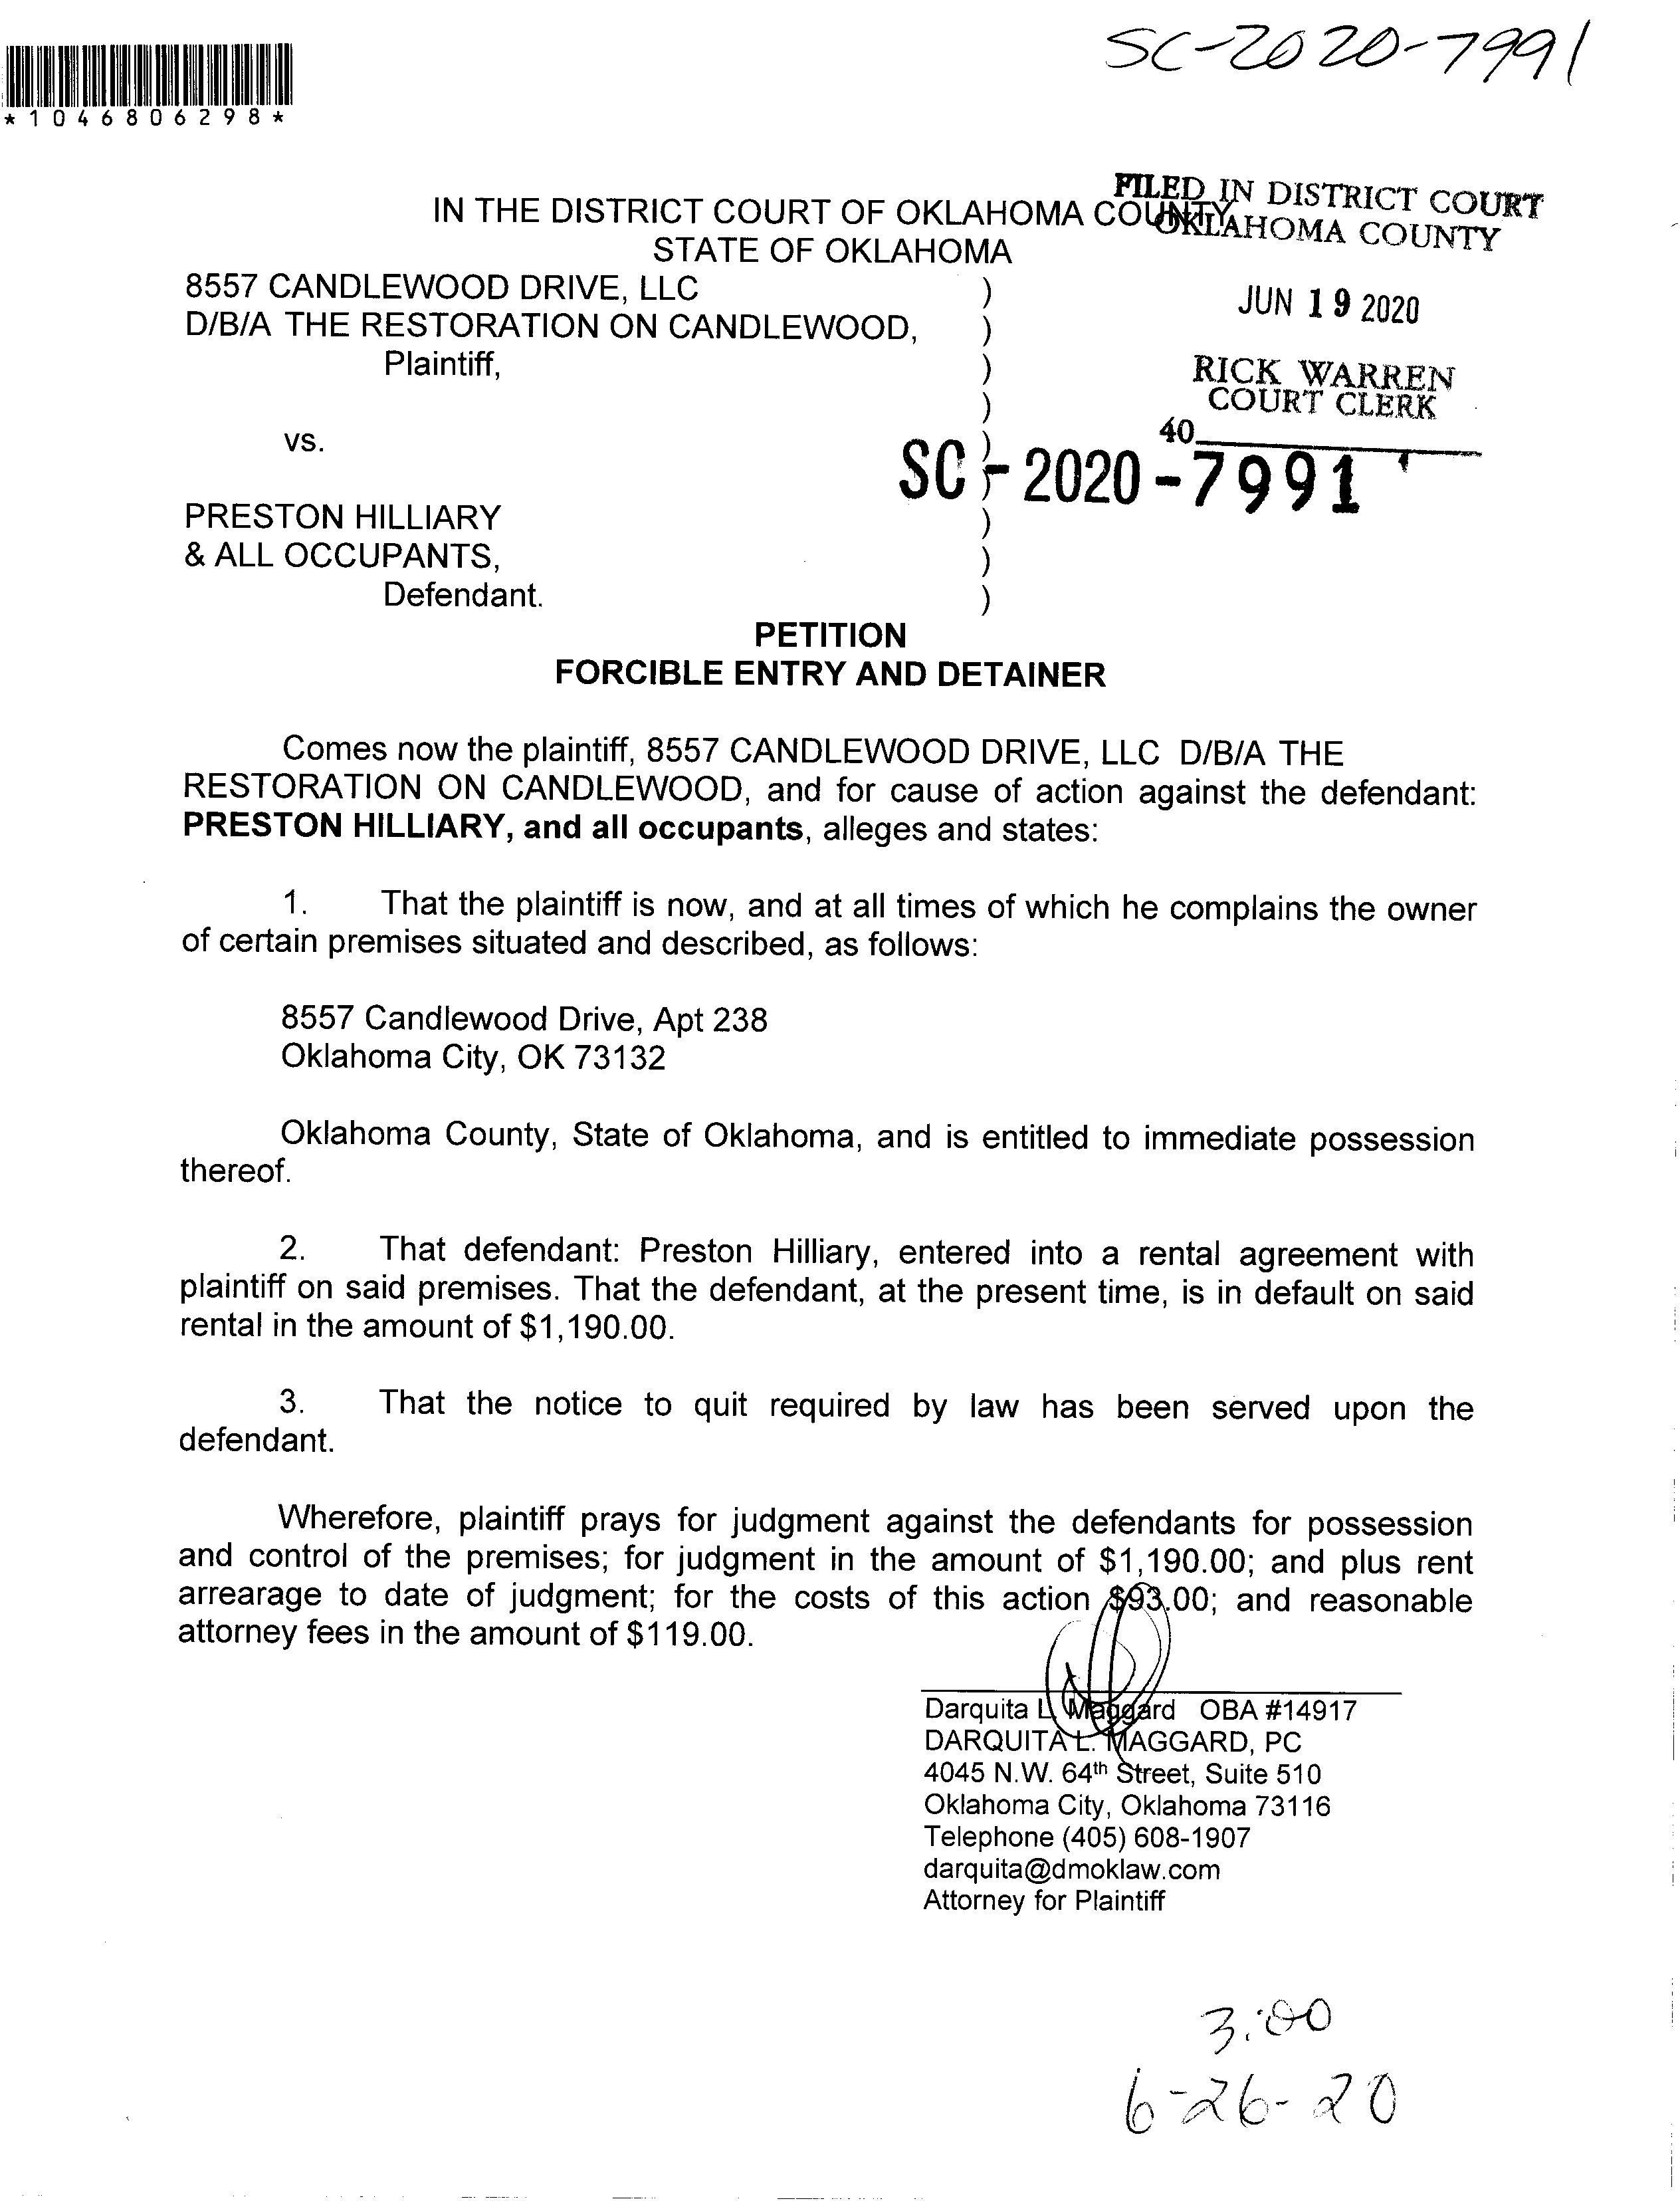 SC-2020-7991
*1046806298*
FILED IN DISTRICT COURT
OKLAHOMA COUNTY
IN THE DISTRICT COURT OF OKLAHOMA COUNTY
STATE OF OKLAHOMA
JUN 19 2020
RICK WARREN
COURT CLERK
40
8557 CANDLEWOOD DRIVE, LLC )
D/B/A THE RESTORATION ON CANDLEWOOD, )
Plaintiff, )
)
vs. )
SC - 2020 - 7991 )
PRESTON HILLIARY )
& ALL OCCUPANTS, )
Defendant. )
PETITION
FORCIBLE ENTRY AND DETAINER
Comes now the plaintiff, 8557 CANDLEWOOD DRIVE, LLC D/B/A THE
RESTORATION ON CANDLEWOOD, and for cause of action against the defendant:
PRESTON HILLIARY, and all occupants, alleges and states:
1. That the plaintiff is now, and at all times of which he complains the owner
of certain premises situated and described, as follows:
8557 Candlewood Drive, Apt 238
Oklahoma City, OK 73132
Oklahoma County, State of Oklahoma, and is entitled to immediate possession
thereof.
2. That defendant: Preston Hilliary, entered into a rental agreement with
plaintiff on said premises. That the defendant, at the present time, is in default on said
rental in the amount of $1,190.00.
3. That the notice to quit required by law has been served upon the
defendant.
Wherefore, plaintiff prays for judgment against the defendants for possession
and control of the premises; for judgment in the amount of $1,190.00; and plus rent
arrearage to date of judgment; for the costs of this action $93.00; and reasonable
attorney fees in the amount of $119.00.
Darquita L. Maggard OBA #14917
DARQUITA L. MAGGARD, PC
4045 N.W. 64th Street, Suite 510
Oklahoma City, Oklahoma 73116
Telephone (405) 608-1907
darquita@dmoklaw.com
Attorney for Plaintiff
3:00
6-26-20